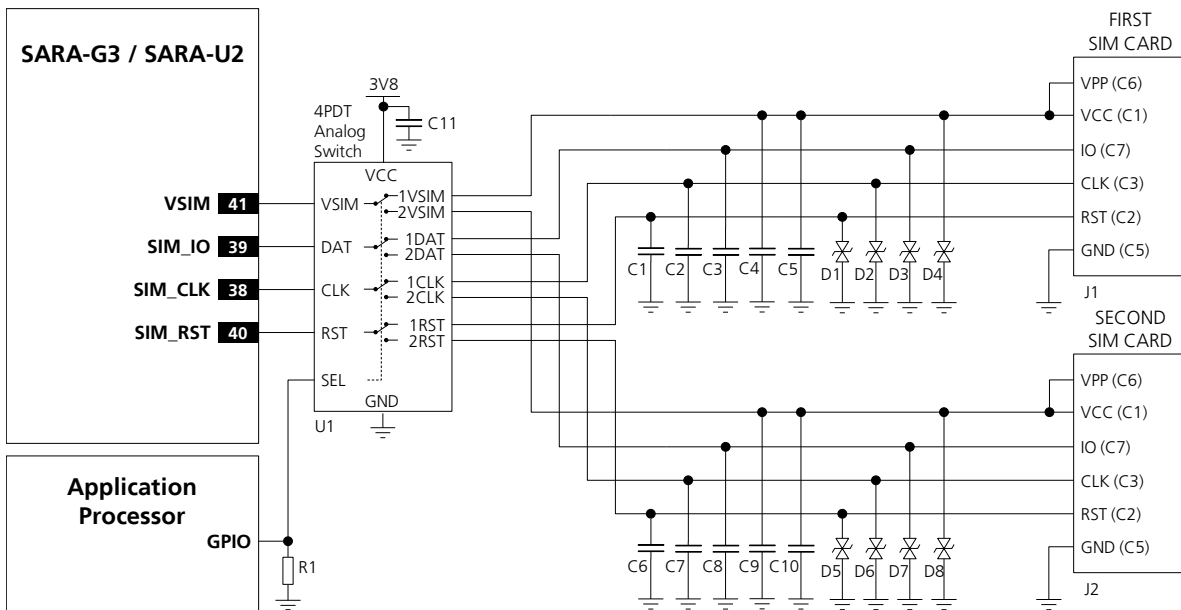 SARA-G3 / SARA-U2
VSIM 41
SIM_IO 39
SIM_CLK 38
SIM_RST 40
Application
Processor
GPIO
R1
3V8
C11
4PDT
Analog
Switch
VCC
VSIM
1VSIM
2VSIM
DAT
1DAT
2DAT
CLK
1CLK
2CLK
RST
1RST
2RST
SEL
GND
U1
FIRST
SIM CARD
VPP (C6)
VCC (C1)
IO (C7)
CLK (C3)
RST (C2)
GND (C5)
J1
C1 C2 C3 C4 C5 D1 D2 D3 D4
SECOND
SIM CARD
VPP (C6)
VCC (C1)
IO (C7)
CLK (C3)
RST (C2)
GND (C5)
J2
C6 C7 C8 C9 C10 D5 D6 D7 D8